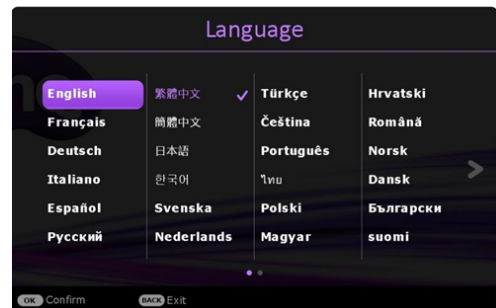 Language
English
Français
Deutsch
Italiano
Español
Русский
繁體中文 ✓
簡體中文
日本語
한국어
Svenska
Nederlands
Türkçe
Čeština
Português
ไทย
Polski
Magyar
Hrvatski
Română
Norsk
Dansk
Български
suomi
OK Confirm
BACK Exit